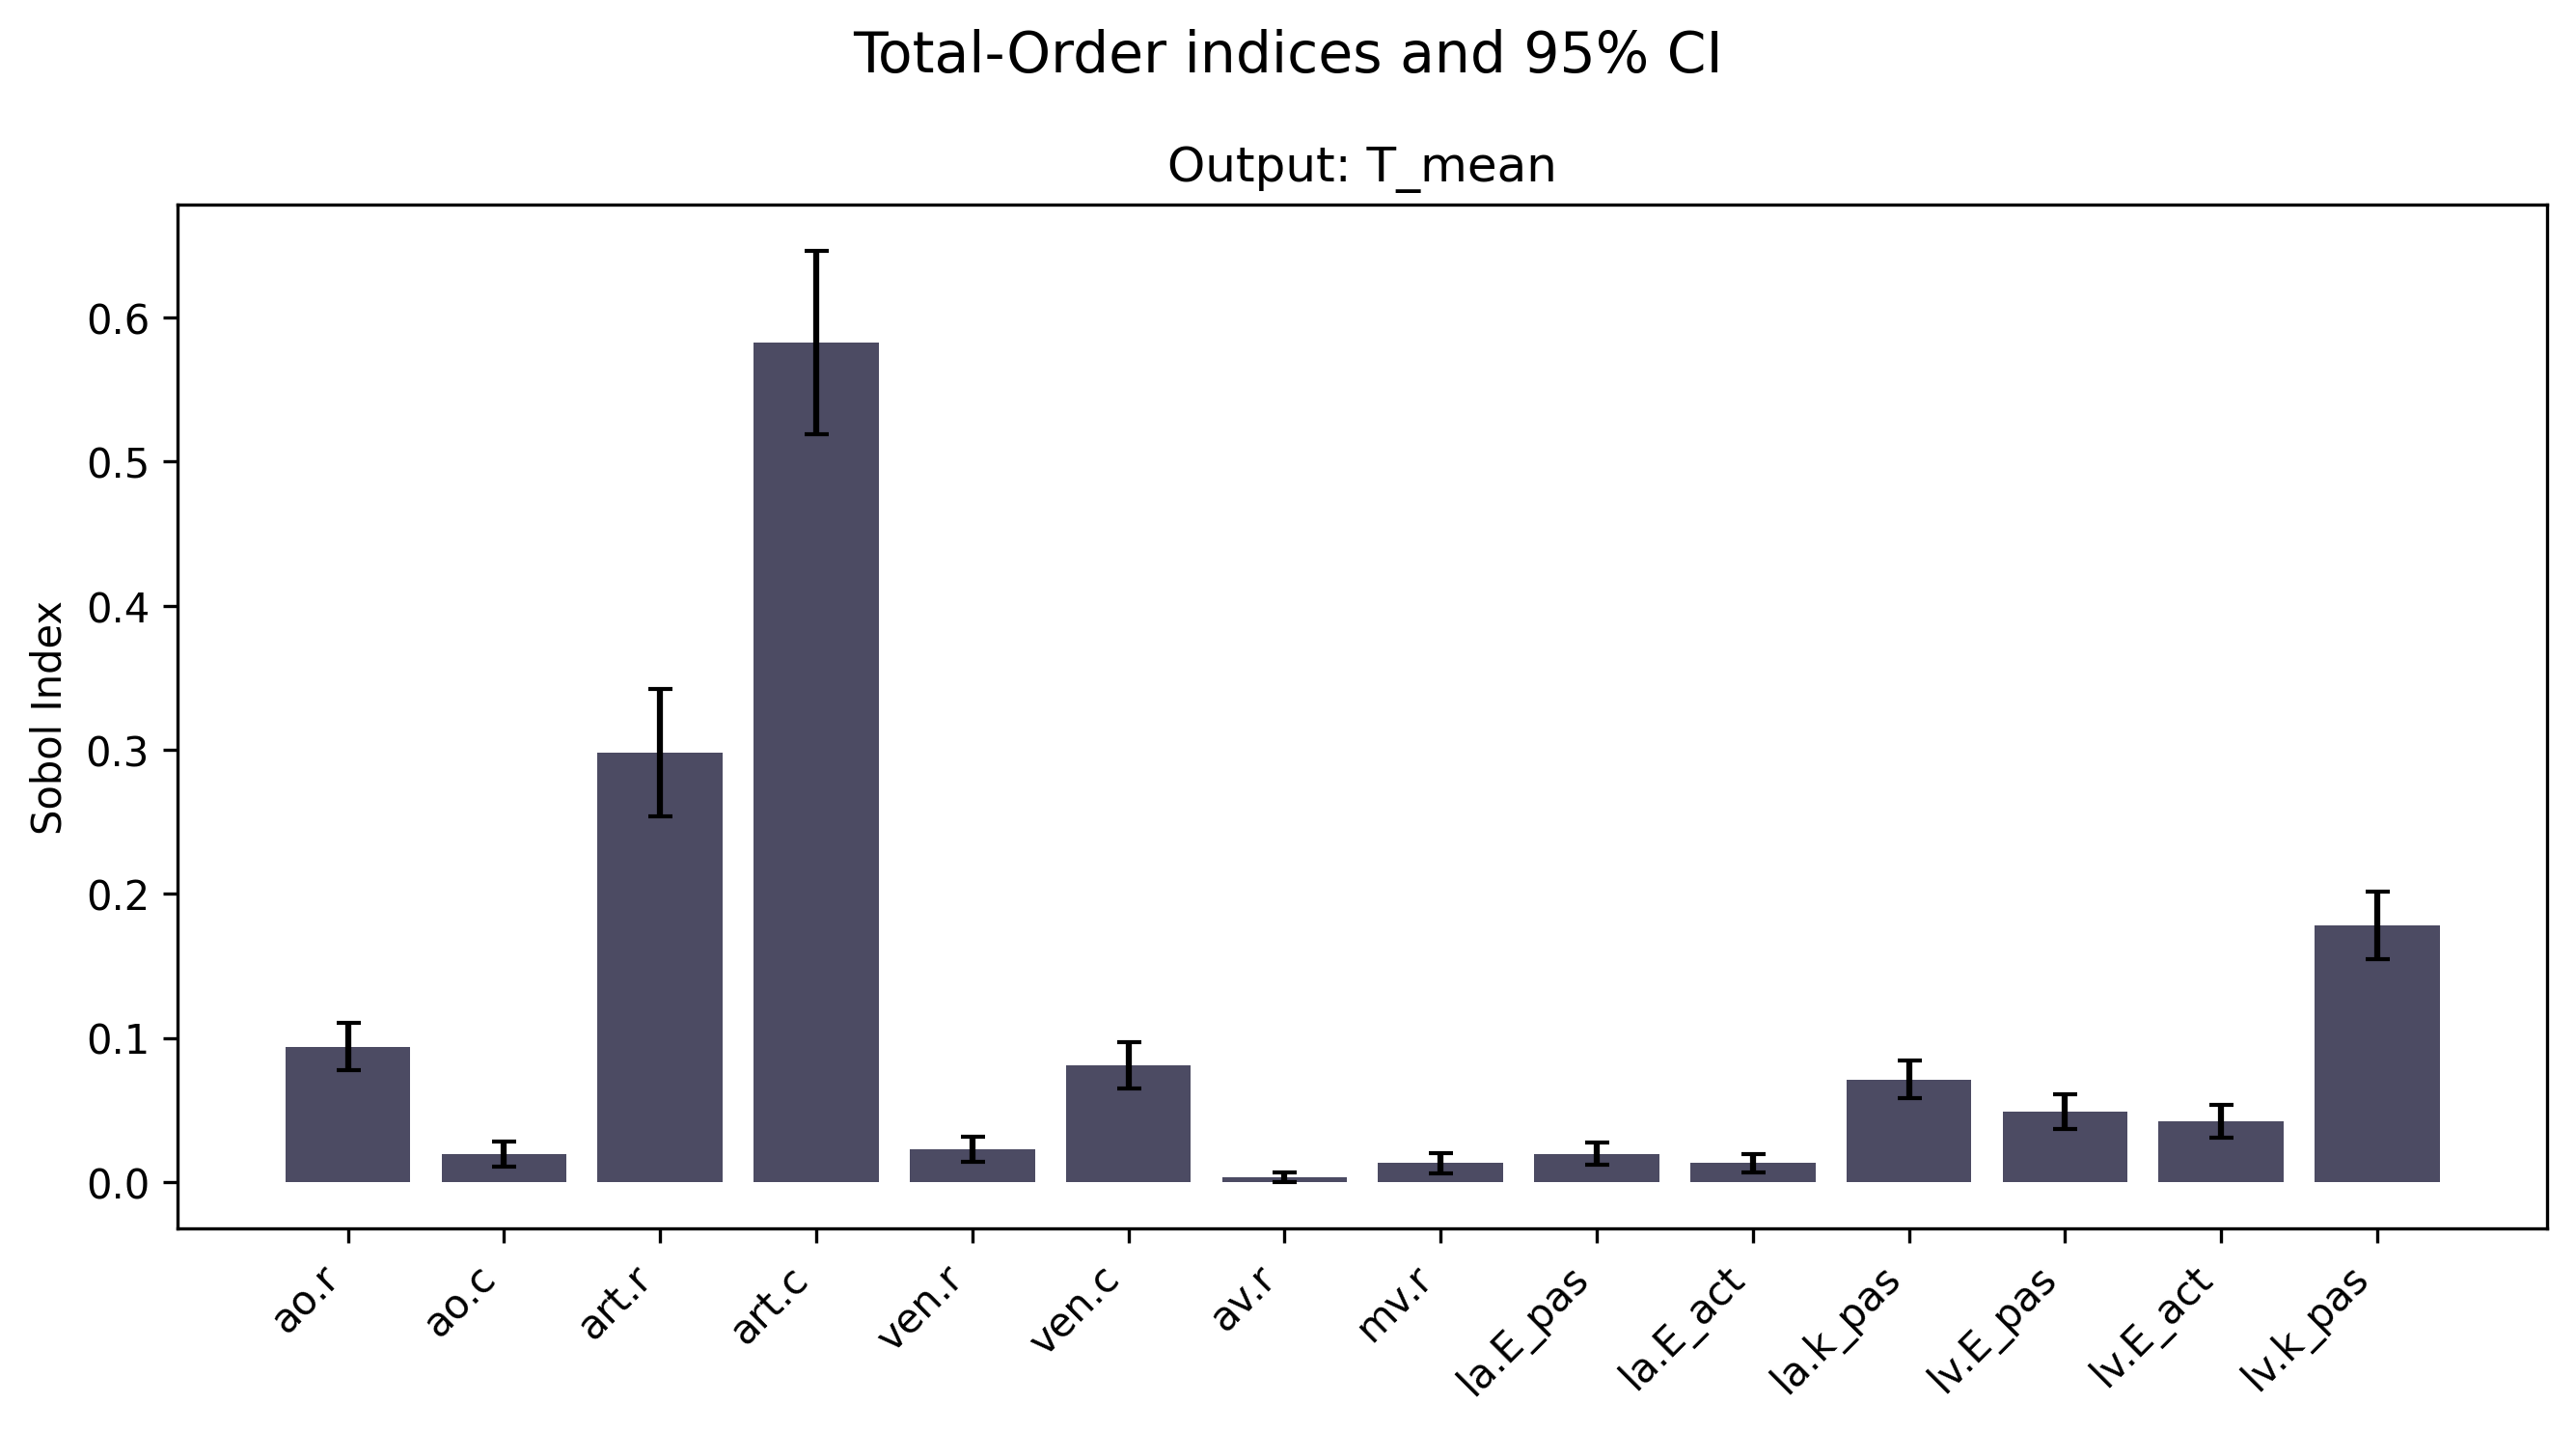 Total-Order indices and 95% CI
Output: T_mean
Sobol Index
0.6
0.5
0.4
0.3
0.2
0.1
0.0
ao.r
ao.c
art.r
art.c
ven.r
ven.c
av.r
mv.r
la.E_pas
la.E_act
la.k_pas
lv.E_pas
lv.E_act
lv.k_pas